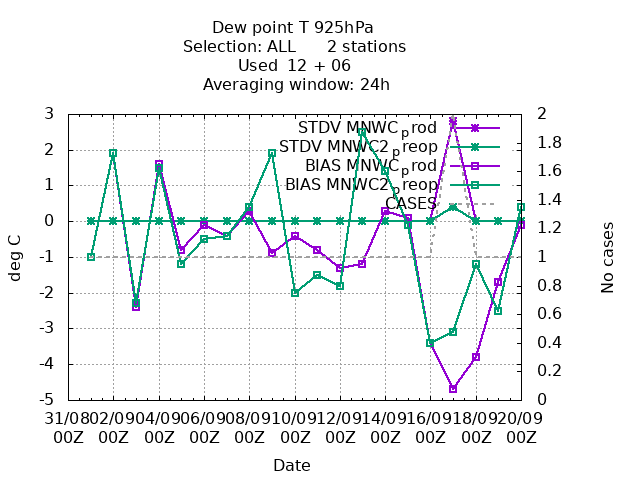 Dew point T 925hPa
Selection: ALL 2 stations
Used 12 + 06
Averaging window: 24h
3
2
1
0
-1
-2
-3
-4
-5
deg C
STDV MNWC_prod
STDV MNWC2_preop
BIAS MNWC_prod
BIAS MNWC2_preop
CASES
2
1.8
1.6
1.4
1.2
1
0.8
0.6
0.4
0.2
0
No cases
31/08 02/09 04/09 06/09 08/09 10/09 12/09 14/09 16/09 18/09 20/09
00Z 00Z 00Z 00Z 00Z 00Z 00Z 00Z 00Z 00Z 00Z
Date